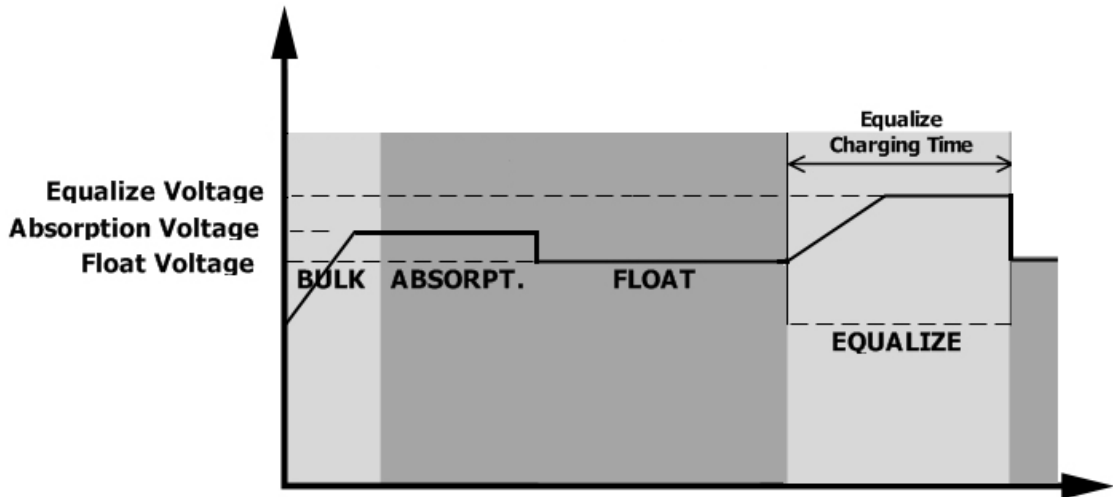 Equalize
Charging Time
Equalize Voltage
Absorption Voltage
Float Voltage
BULK ABSORPT. FLOAT
EQUALIZE